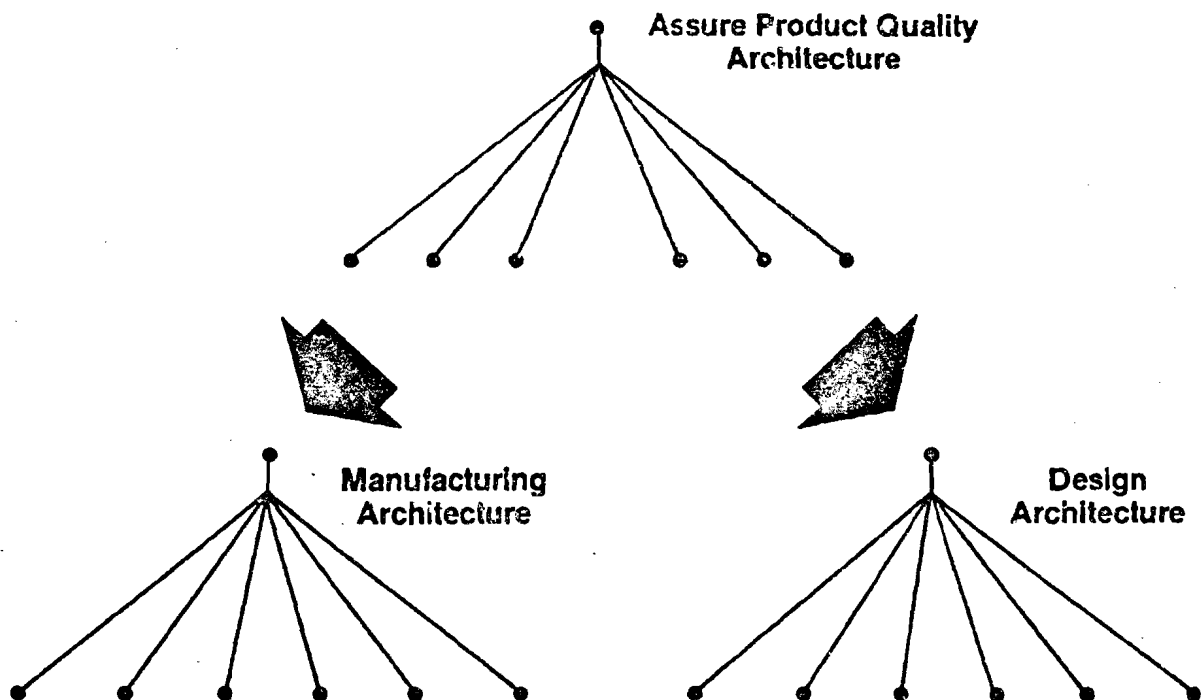 Assure Product Quality
Architecture
Manufacturing
Architecture
Design
Architecture